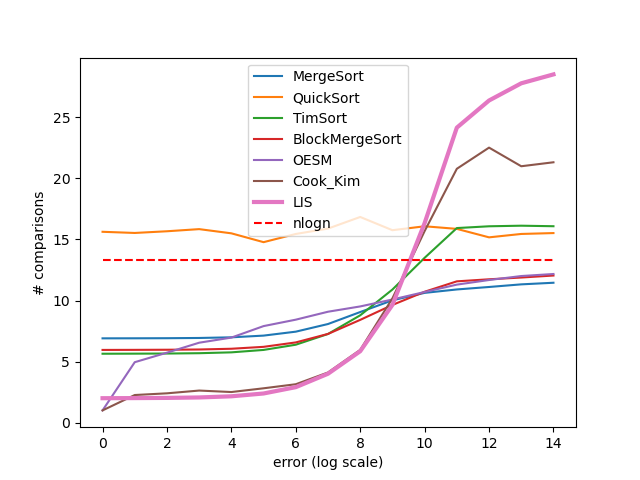 MergeSort
QuickSort
TimSort
BlockMergeSort
OESM
Cook_Kim
LIS
nlogn
25
20
15
10
5
0
# comparisons
0 2 4 6 8 10 12 14
error (log scale)